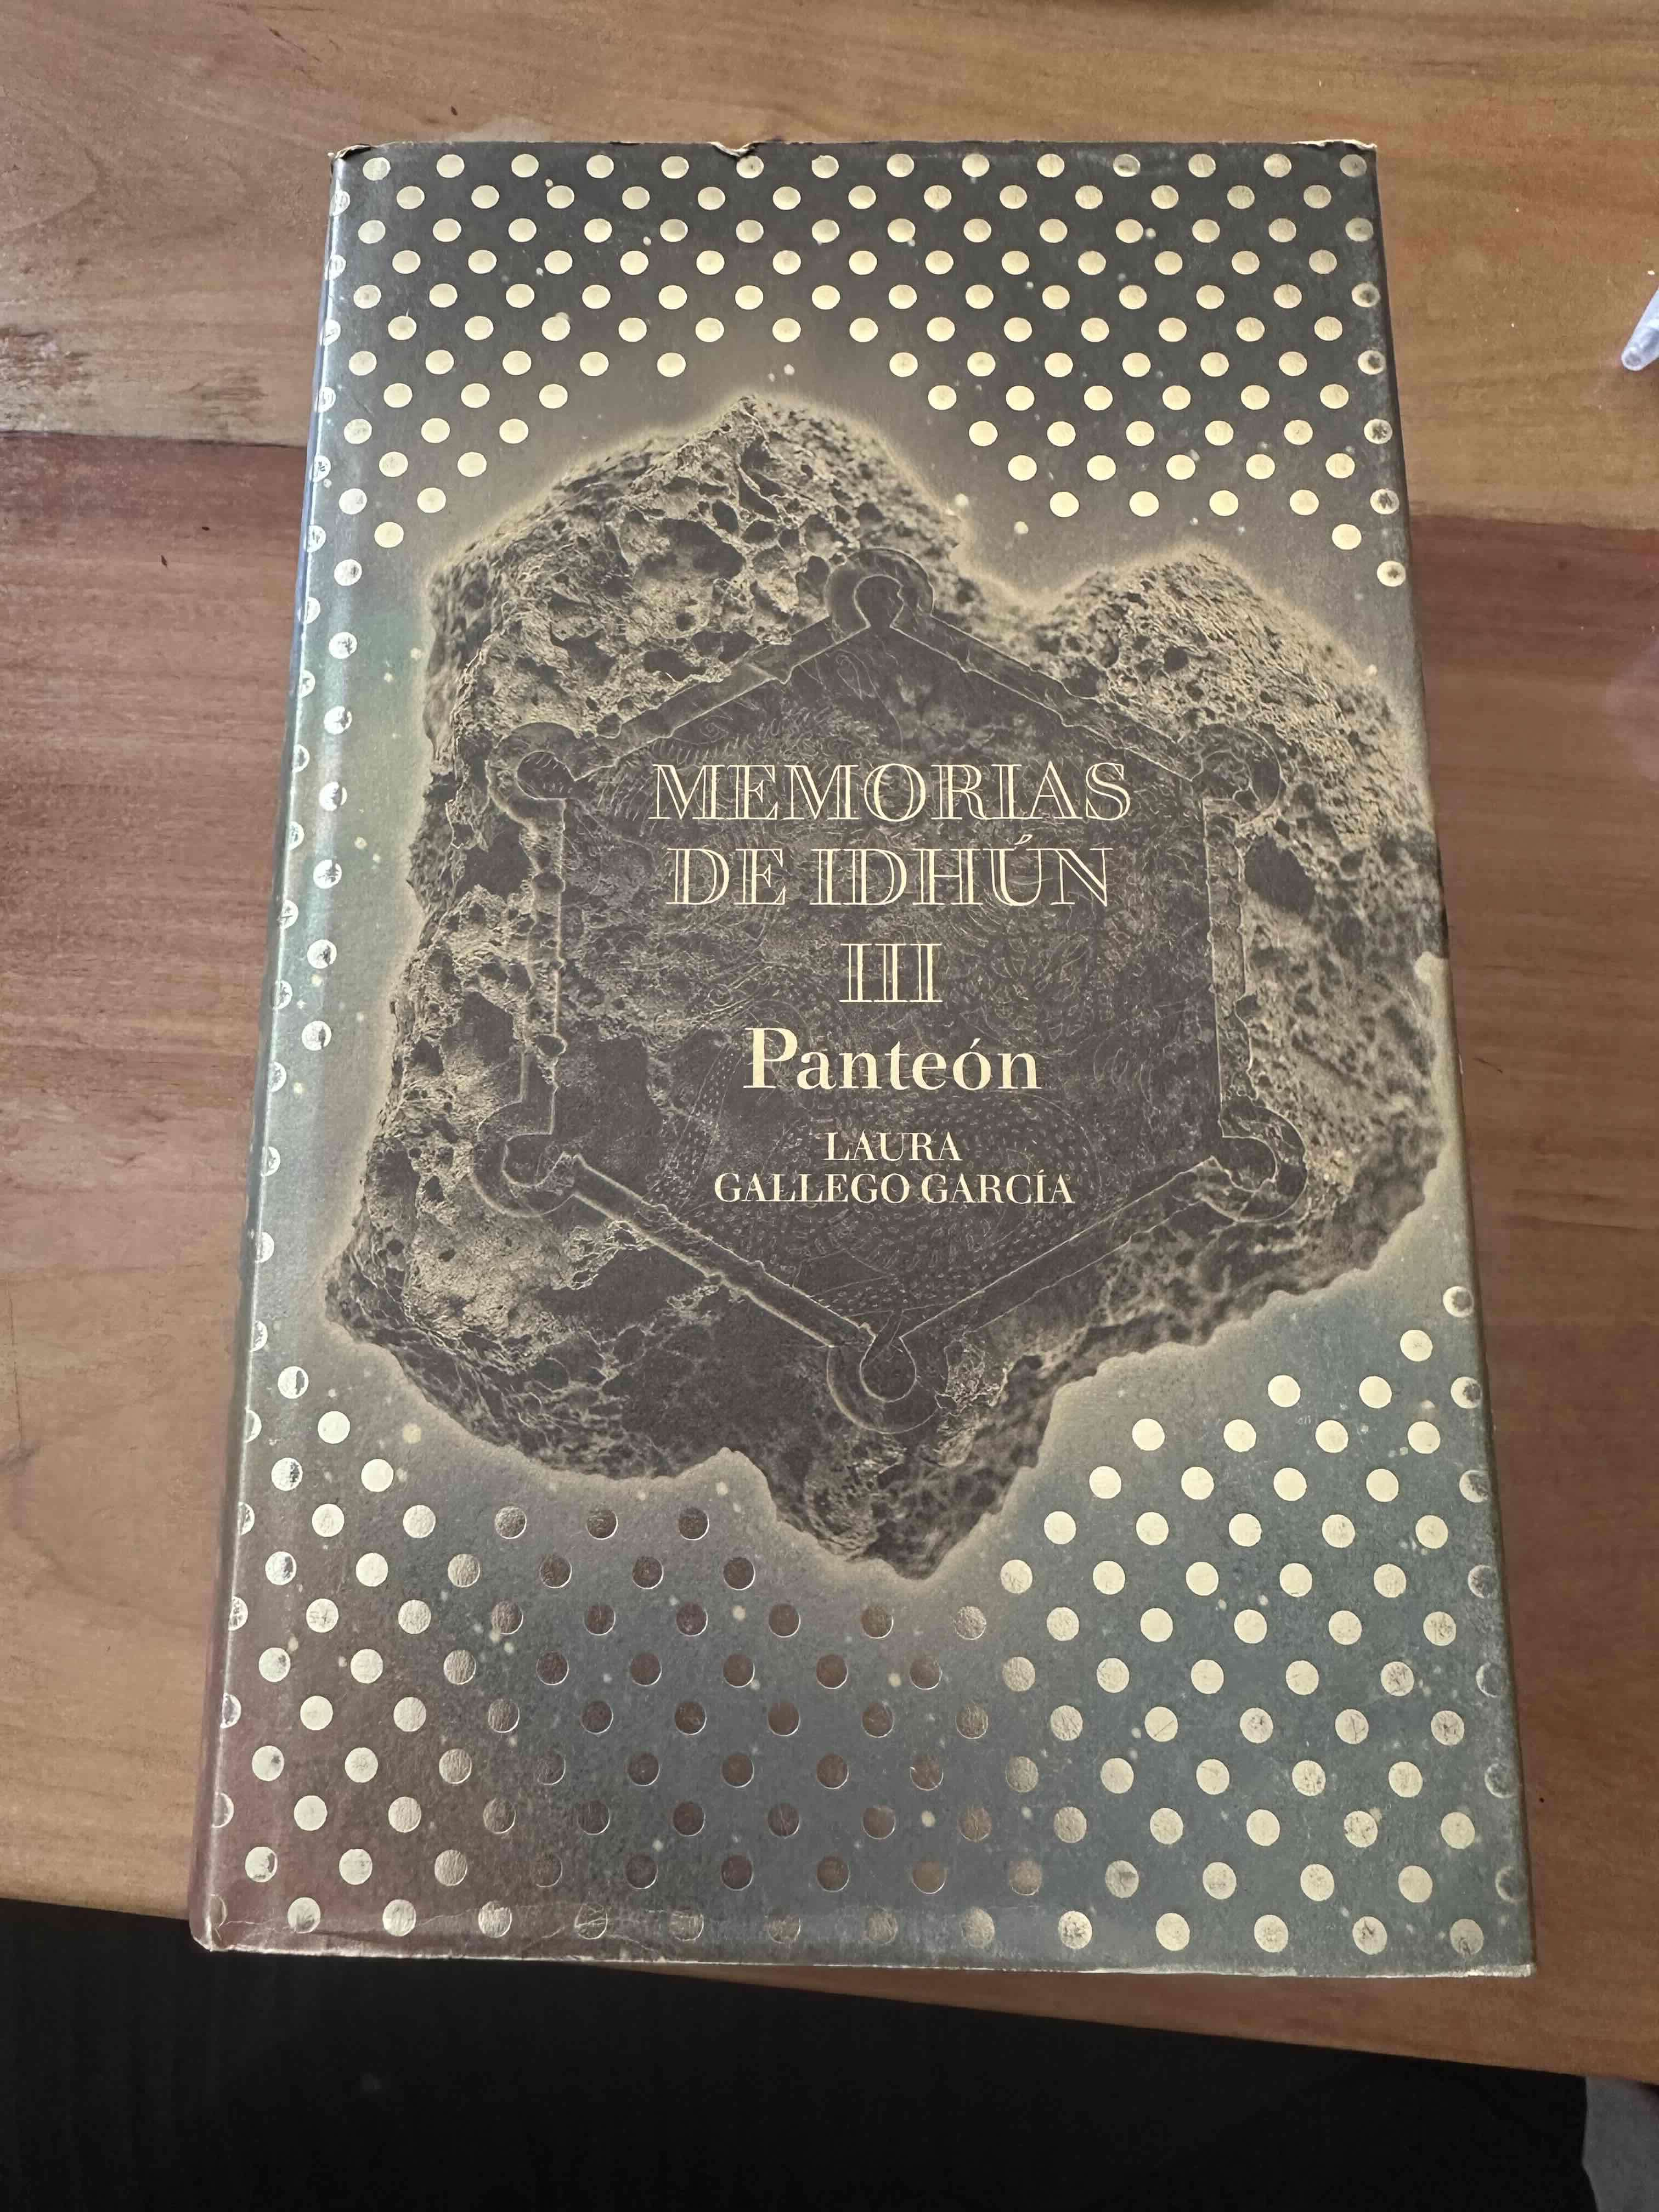 MEMORIAS
DE IDHÚN
III
Panteón
LAURA
GALLEGO GARCÍA